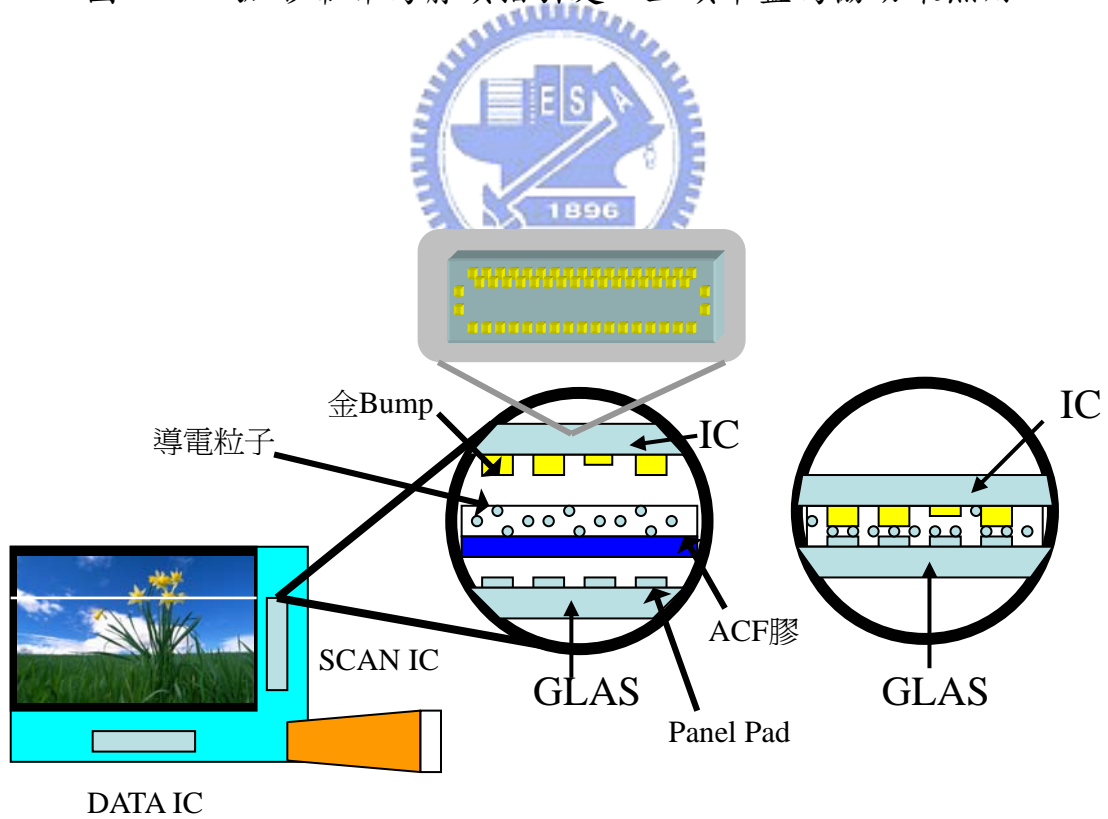 E S A
1896
金Bump
導電粒子
IC
IC
SCAN IC
ACF膠
GLAS
GLAS
Panel Pad
DATA IC